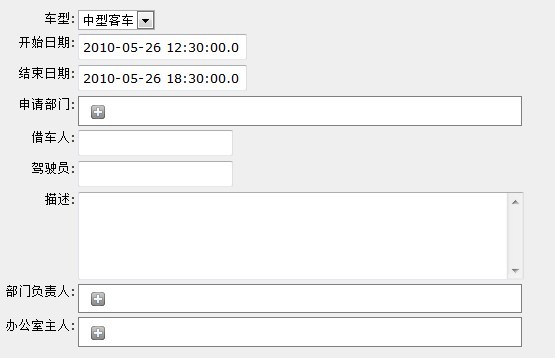 车型: 中型客车
开始日期: 2010-05-26 12:30:00.0
结束日期: 2010-05-26 18:30:00.0
申请部门:
借车人:
驾驶员:
描述:
部门负责人:
办公室主人: